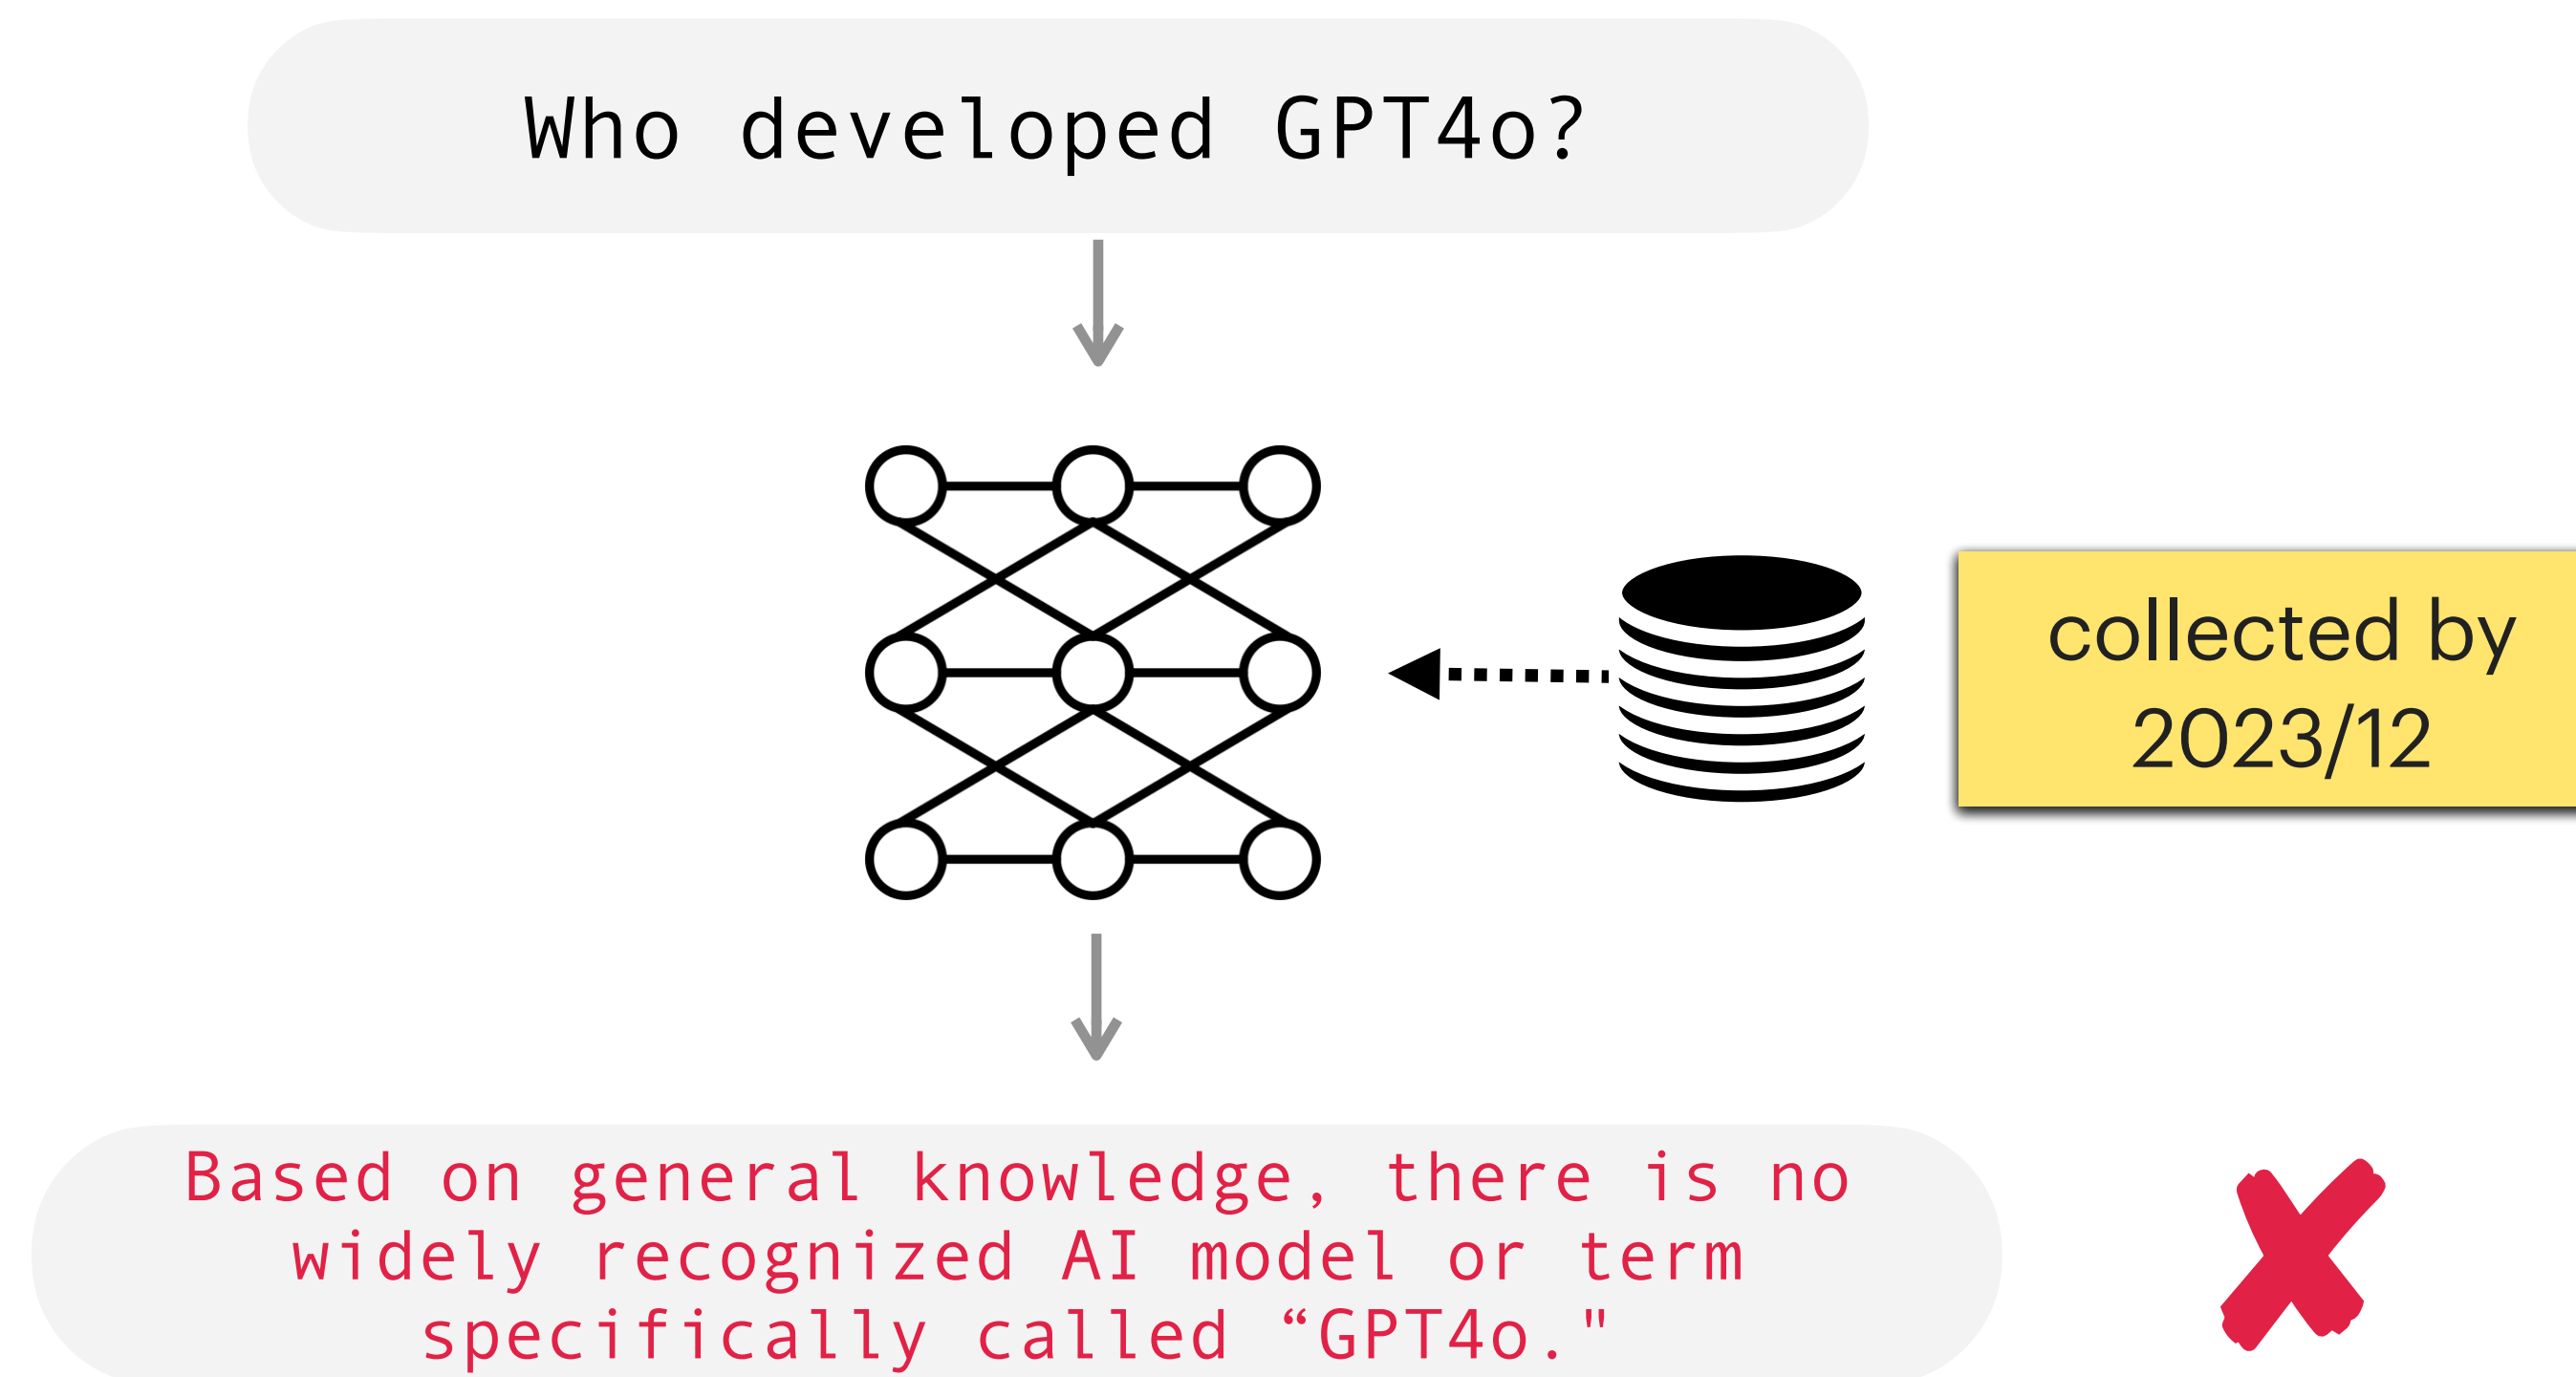 Who developed GPT4o?
collected by
2023/12
Based on general knowledge, there is no
widely recognized AI model or term
specifically called “GPT4o."